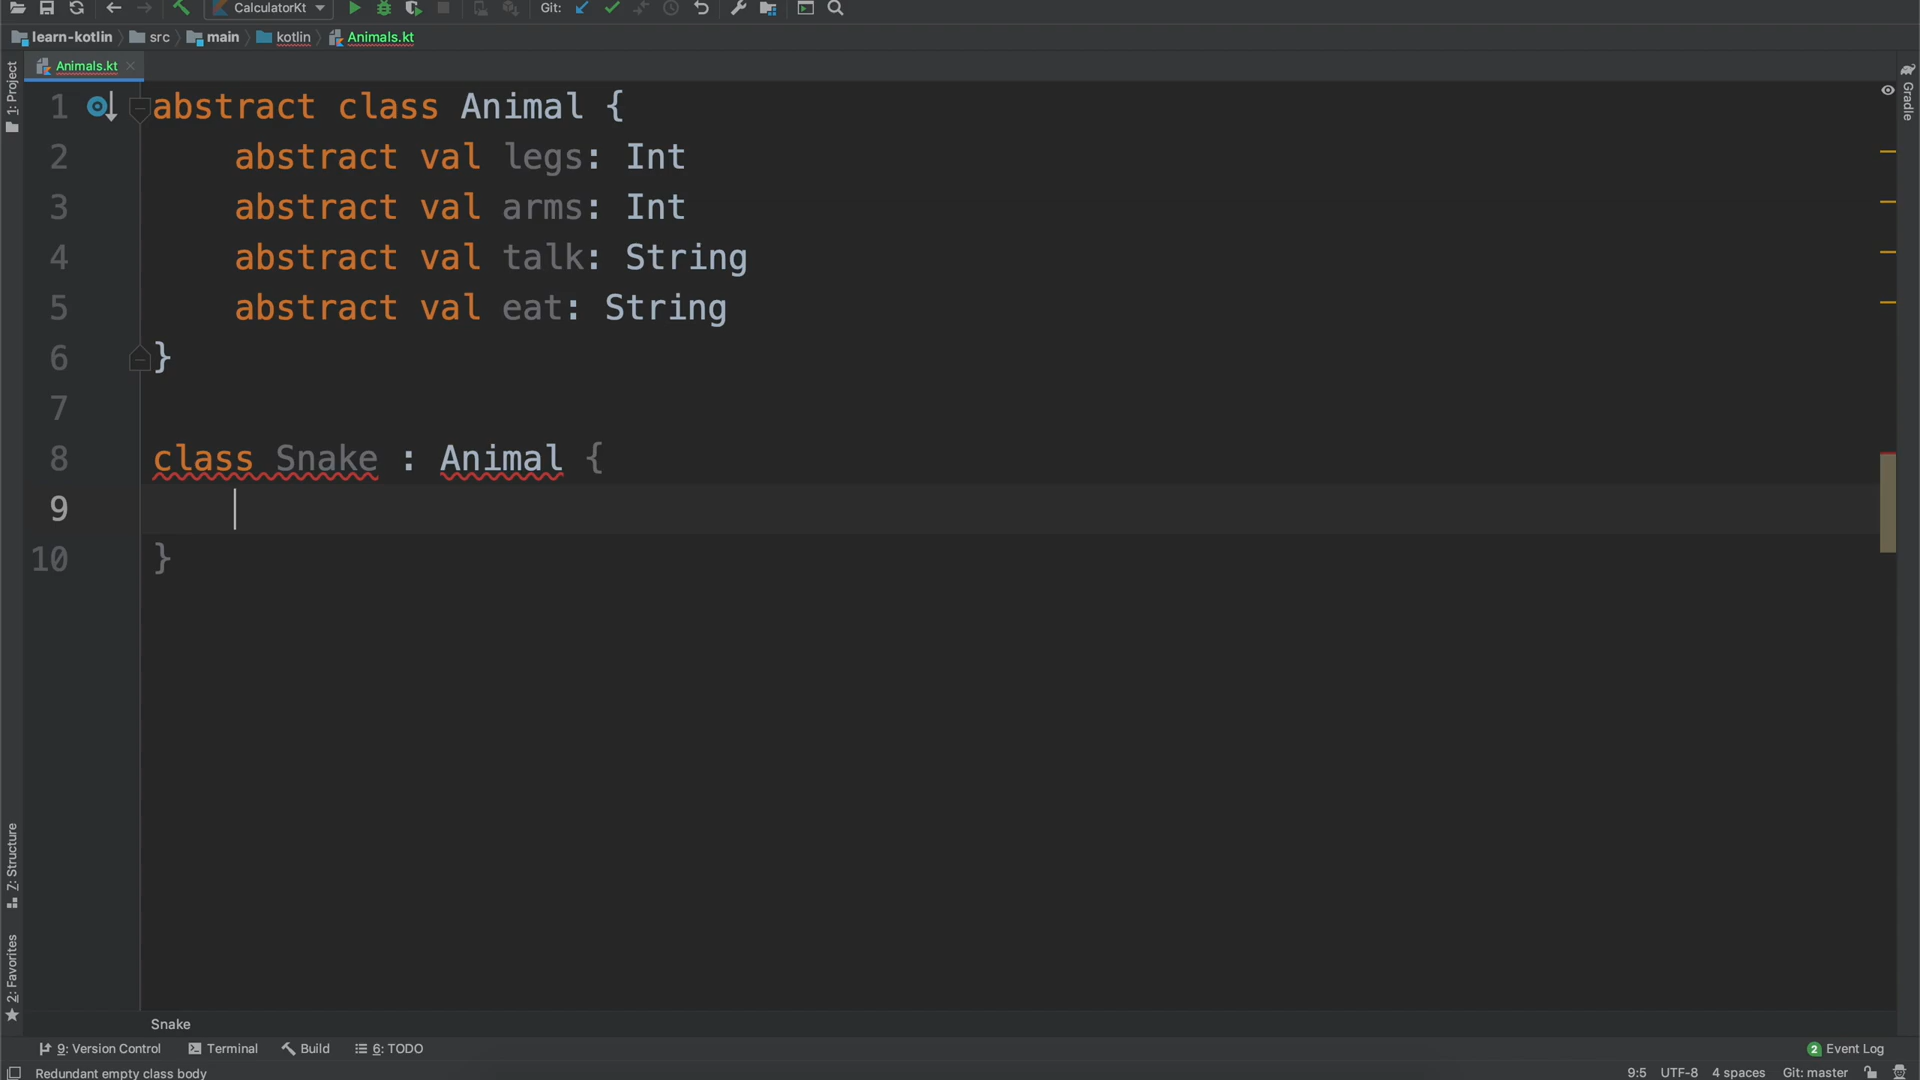 CalculatorKt
Git:
learn-kotlin
src
main
kotlin
Animals.kt
Animals.kt
1: Project
Gradle
1 abstract class Animal {
2 abstract val legs: Int
3 abstract val arms: Int
4 abstract val talk: String
5 abstract val eat: String
6 }
7
8 class Snake : Animal {
9
10 }
Z: Structure
2: Favorites
Snake
9: Version Control
Terminal
Build
6: TODO
2 Event Log
Redundant empty class body
9:5
UTF-8
4 spaces
Git: master